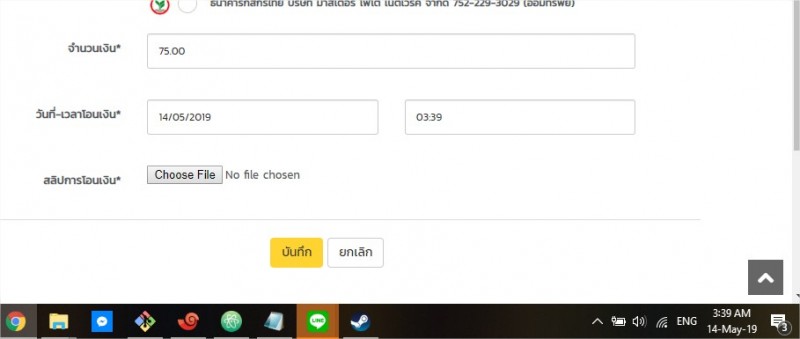 ธนาคารกสิกรไทย บริษัท มาสเตอร์ โฟโต้ เน็ตเวิร์ค จำกัด 752-229-3029 (ออมทรัพย์)
จำนวนเงิน*
75.00
วันที่-เวลาโอนเงิน*
14/05/2019
03:39
สลิปการโอนเงิน*
Choose File No file chosen
บันทึก ยกเลิก
LINE
ENG
3:39 AM
14-May-19
3